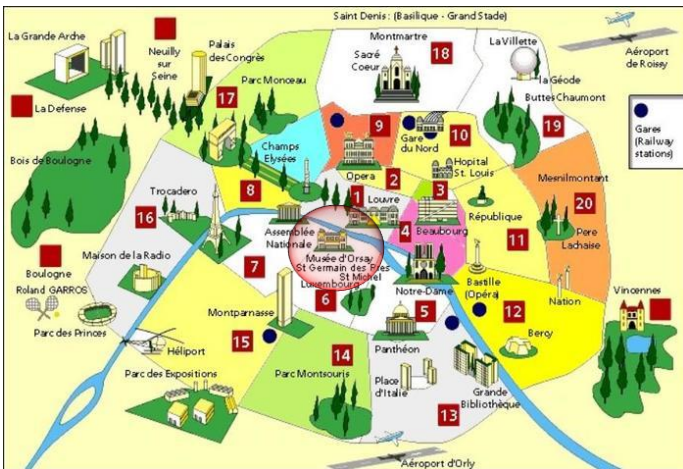 Saint Denis : (Basilique - Grand Stade)
La Grande Arche
Neuilly
sur
Seine
Palais
des Congrès
Montmartre
Sacré
Coeur
18
La Villette
la Géode
Aéroport
de Roissy
La Defense
17
Parc Monceau
Buttes Chaumont
19
Gares
(Railway
stations)
9
Gare
du Nord
10
Champs
Elysées
Opera
Hopital
St. Louis
Bois de Boulogne
8
2
3
Mesnilmontant
Trocadero
16
1
Louvre
République
20
Pere
Lachaise
Assemblée
Nationale
4
Beaubourg
11
Musée d'Orsay
St Germain des Pres
St Michel
Boulogne
Maison de la Radio
7
Luxembourg
6
Notre-Dame
Bastille
(Opéra)
Nation
Vincennes
Roland GARROS
Parc des Princes
Montparnasse
5
12
Bercy
Héliport
15
14
Panthéon
Parc des Expositions
Parc Montsouris
Place
d'Italie
Grande
Bibliothèque
13
Aéroport d'Orly